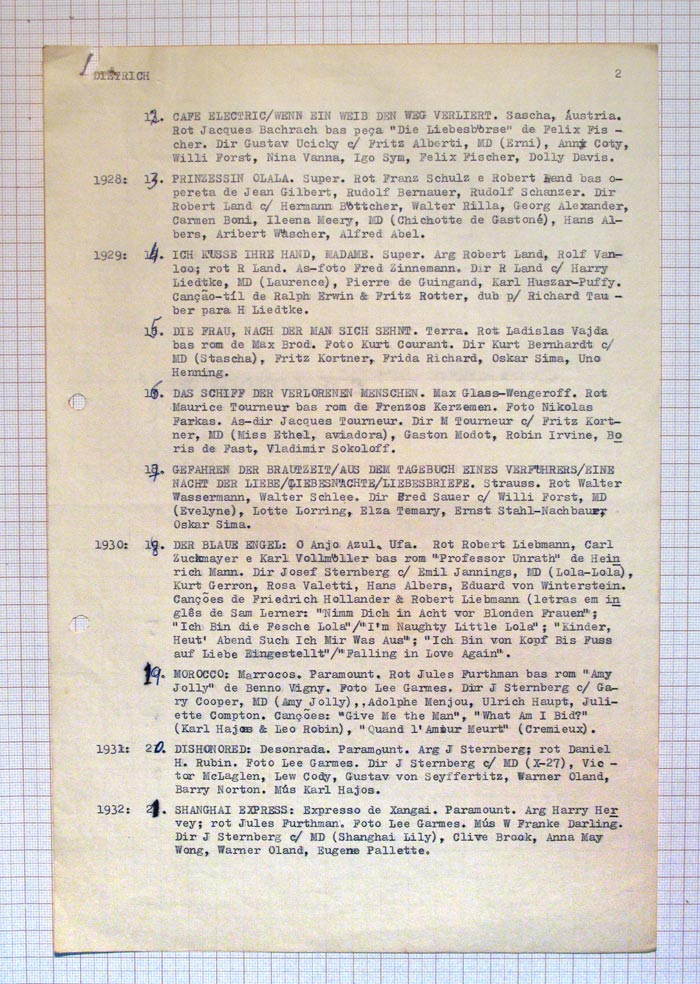 DIETRICH 2
12. CAFE ELECTRIC/WENN EIN WEIB DEN WEG VERLIERT. Sascha, Áustria.
Rot Jacques Bachrach bas peça "Die Liebesbörse" de Felix Fis -
cher. Dir Gustav Ucicky c/ Fritz Alberti, MD (Erni), Anny Coty,
Willi Forst, Nina Vanna, Igo Sym, Felix Fischer, Dolly Davis.
1928: 13. PRINZESSIN OLALA. Super. Rot Franz Schulz e Robert Land bas o-
pereta de Jean Gilbert, Rudolf Bernauer, Rudolf Schanzer. Dir
Robert Land c/ Hermann Böttcher, Walter Rilla, Georg Alexander,
Carmen Boni, Ileena Meery, MD (Chichotte de Gastoné), Hans Al-
bers, Aribert Wäscher, Alfred Abel.
1929: 14. ICH KÜSSE IHRE HAND, MADAME. Super. Arg Robert Land, Rolf Van-
loo; rot R Land. As-foto Fred Zinnemann. Dir R Land c/ Harry
Liedtke, MD (Laurence), Pierre de Guingand, Karl Huszar-Puffy.
Canção-tít de Ralph Erwin & Fritz Rotter, dub p/ Richard Tau -
ber para H Liedtke.
15. DIE FRAU, NACH DER MAN SICH SEHNT. Terra. Rot Ladislas Vajda
bas rom de Max Brod. Foto Kurt Courant. Dir Kurt Bernhardt c/
MD (Stascha), Fritz Kortner, Frida Richard, Oskar Sima, Uno
Henning.
16. DAS SCHIFF DER VERLORENEN MENSCHEN. Max Glass-Wengeroff. Rot
Maurice Tourneur bas rom de Frenzos Kerzemen. Foto Nikolas
Farkas. As-dir Jacques Tourneur. Dir M Tourneur c/ Fritz Kort-
ner, MD (Miss Ethel, aviadora), Gaston Modot, Robin Irvine, Bo
ris de Fast, Vladimir Sokoloff.
17. GEFAHREN DER BRAUTZEIT/AUS DEM TAGEBUCH EINES VERFÜHRERS/EINE
NACHT DER LIEBE/LIEBESNÄCHTE/LIEBESBRIEFE. Strauss. Rot Walter
Wassermann, Walter Schlee. Dir Fred Sauer c/ Willi Forst, MD
(Evelyne), Lotte Lorring, Elza Temary, Ernst Stahl-Nachbaur,
Oskar Sima.
1930: 18. DER BLAUE ENGEL: O Anjo Azul. Ufa. Rot Robert Liebmann, Carl
Zuckmayer e Karl Vollmöller bas rom "Professor Unrath" de Hein
rich Mann. Dir Josef Sternberg c/ Emil Jannings, MD (Lola-Lola),
Kurt Gerron, Rosa Valetti, Hans Albers, Eduard von Winterstein.
Canções de Friedrich Hollander & Robert Liebmann (letras em in
glês de Sam Lerner: "Nimm Dich in Acht vor Blonden Frauen";
"Ich Bin die Fesche Lola"/"I'm Naughty Little Lola"; "Kinder,
Heut' Abend Such Ich Mir Was Aus"; "Ich Bin von Kopf Bis Fuss
auf Liebe Eingestellt"/"Falling in Love Again".
19. MOROCCO: Marrocos. Paramount. Rot Jules Furthman bas rom "Amy
Jolly" de Benno Vigny. Foto Lee Garmes. Dir J Sternberg c/ Ga-
ry Cooper, MD (Amy Jolly),,Adolphe Menjou, Ulrich Haupt, Juli-
ette Compton. Canções: "Give Me the Man", "What Am I Bid?"
(Karl Hajos & Leo Robin), "Quand l'Amour Meurt" (Cremieux).
1931: 20. DISHONORED: Desonrada. Paramount. Arg J Sternberg; rot Daniel
H. Rubin. Foto Lee Garmes. Dir J Sternberg c/ MD (X-27), Vic -
tor McLaglen, Lew Cody, Gustav von Seyffertitz, Warner Oland,
Barry Norton. Mús Karl Hajos.
1932: 21. SHANGHAI EXPRESS: Expresso de Xangai. Paramount. Arg Harry Her
vey; rot Jules Furthman. Foto Lee Garmes. Mús W Franke Darling.
Dir J Sternberg c/ MD (Shanghai Lily), Clive Brook, Anna May
Wong, Warner Oland, Eugene Pallette.